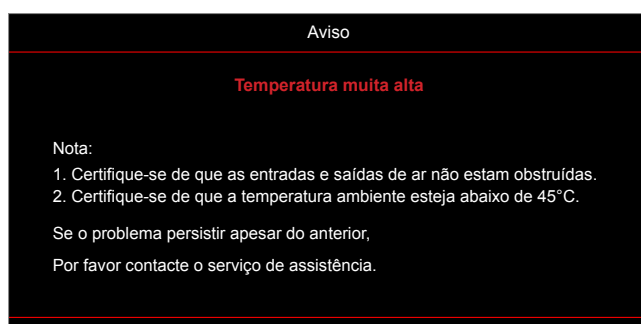 Aviso
Temperatura muita alta
Nota:
1. Certifique-se de que as entradas e saídas de ar não estam obstruídas.
2. Certifique-se de que a temperatura ambiente esteja abaixo de 45°C.
Se o problema persistir apesar do anterior,
Por favor contacte o serviço de assistência.